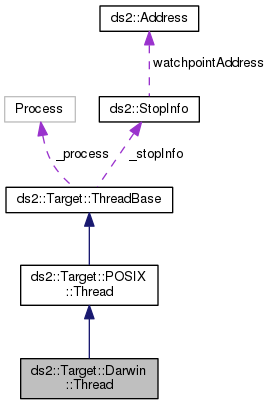 ds2::Address
watchpointAddress
Process
ds2::StopInfo
_process
_stopInfo
ds2::Target::ThreadBase
ds2::Target::POSIX
::Thread
ds2::Target::Darwin
::Thread